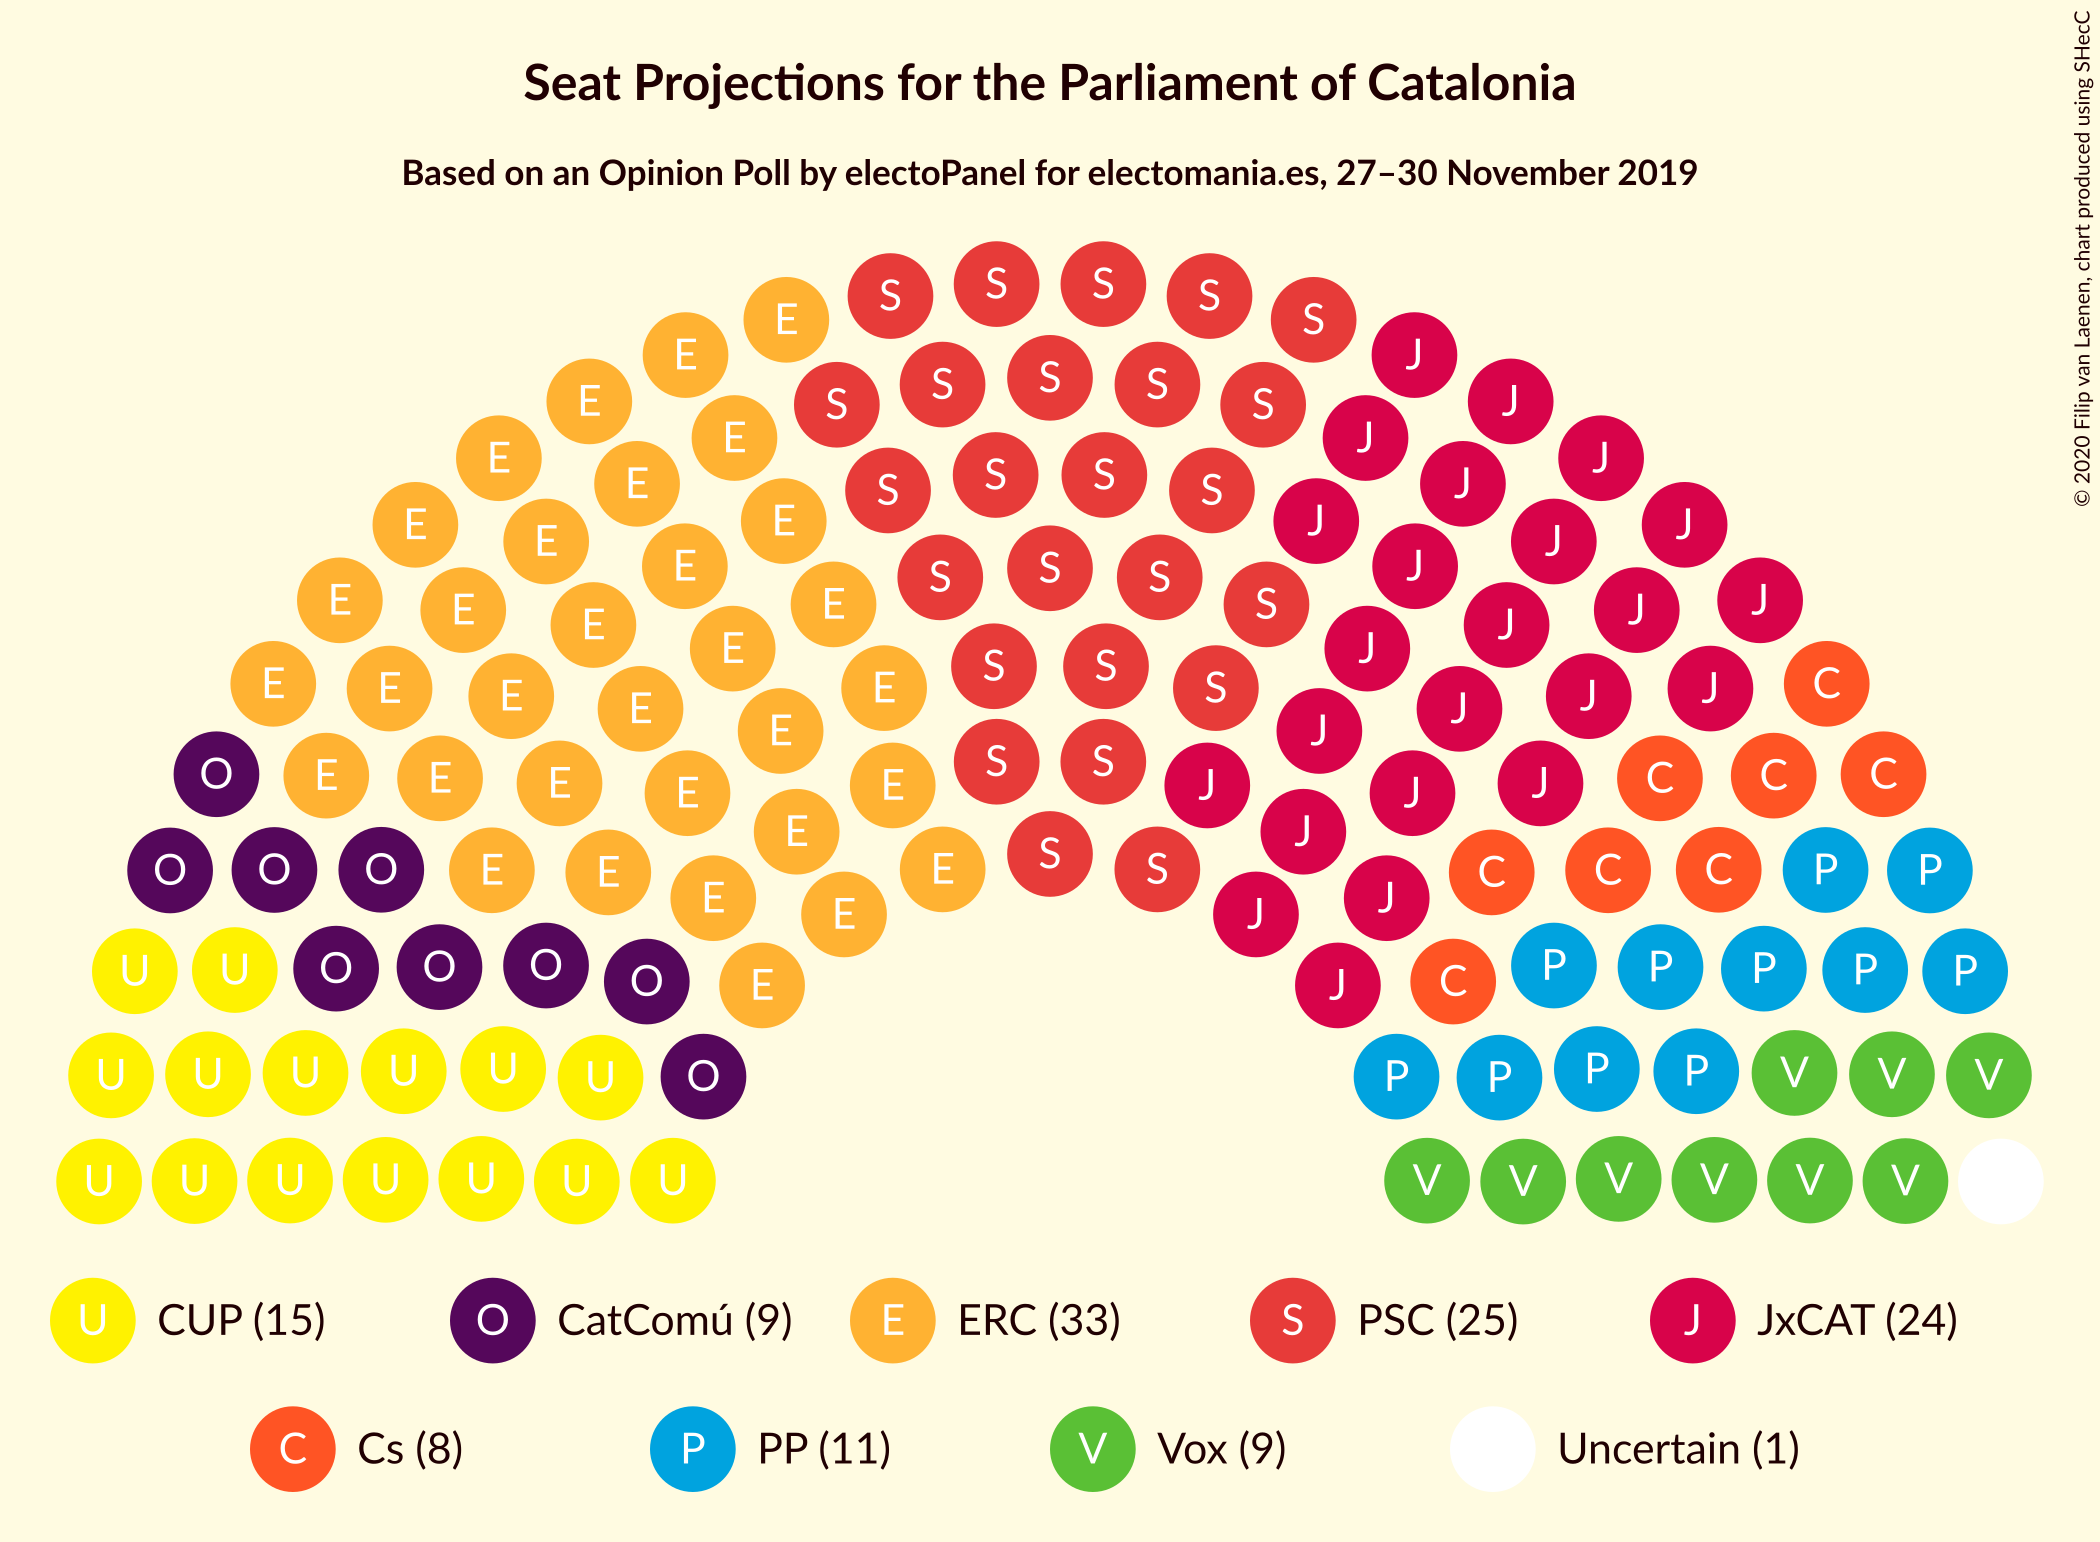 Seat Projections for the Parliament of Catalonia
Based on an Opinion Poll by electoPanel for electomania.es, 27–30 November 2019
© 2020 Filip van Laenen, chart produced using SHecC
S S S S
E S
E J
S S S
E S S
E J
E J
E J
S S
E S S
E J
E J
E J
E J
E J
S
E S S
E J
E S
E J
E J
E J
E J
S S
E J
E J
E C
E S
E J
E J
E J
E J
E J
S S
O E E E E E J J J C C C
E J
S
O O O E E E E S J C C C P P
E J
U U O O O O E J C P P P P P
U U U U U U O P P P P V V V
U U U U U U U V V V V V V
U CUP (15) O CatComú (9) E ERC (33) S PSC (25) J JxCAT (24)
C Cs (8) P PP (11) V Vox (9) Uncertain (1)